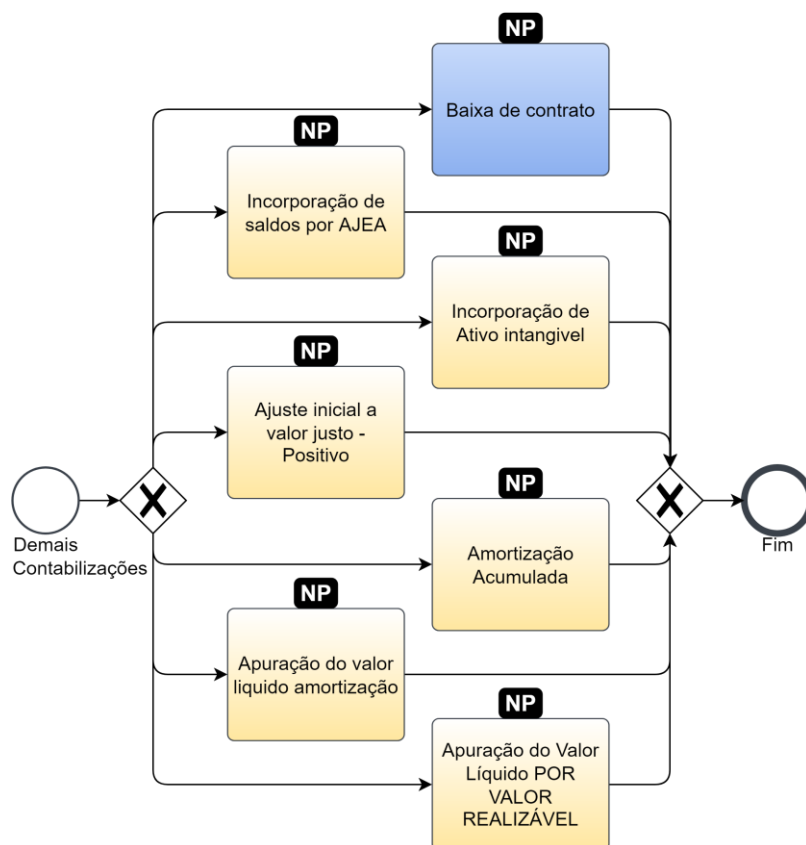 NP
Baixa de contrato
NP
Incorporação de
saldos por AJEA
NP
Incorporação de
Ativo intangivel
NP
Ajuste inicial a
valor justo -
Positivo
Demais
Contabilizações
Fim
NP
Amortização
Acumulada
NP
Apuração do valor
liquido amortização
NP
Apuração do Valor
Líquido POR
VALOR
REALIZÁVEL